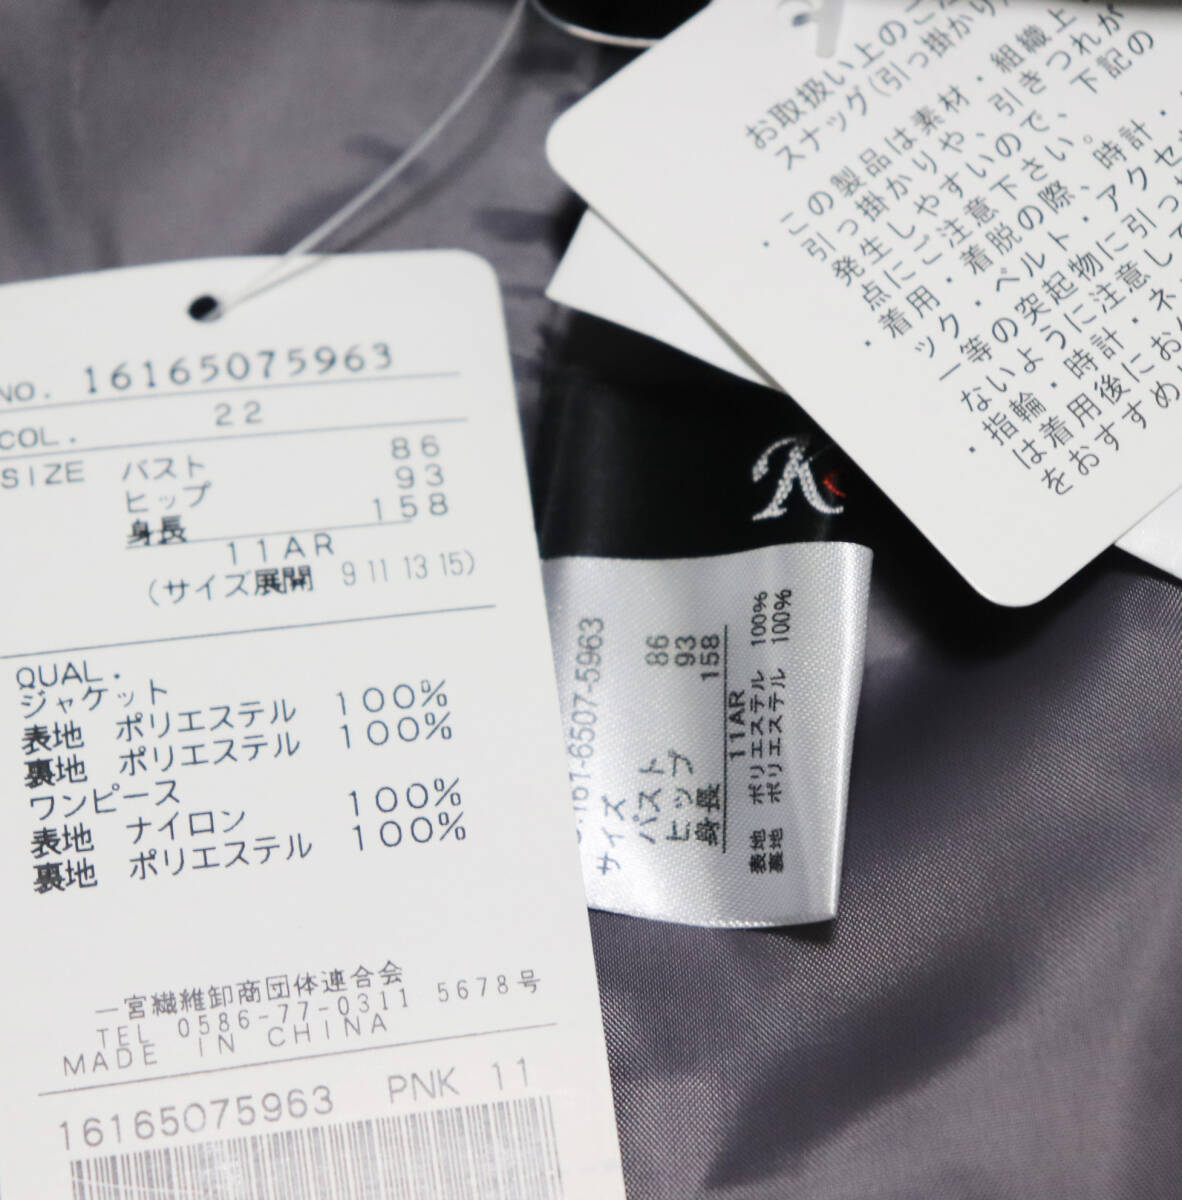 NO. 16165075963
COL. 22
SIZE バスト 86
ヒップ 93
身長 158
11AR
(サイズ展開 9 11 13 15)
QUAL.
ジャケット
表地 ポリエステル 100%
裏地 ポリエステル 100%
ワンピース
表地 ナイロン 100%
裏地 ポリエステル 100%
一宮繊維卸商団体連合会
TEL 0586-77-0311 5678号
MADE IN CHINA
16165075963 PNK 11
161-6507-5963
サイズ
バスト 86
ヒップ 93
身長 158
11AR
表地 ポリエステル 100%
裏地 ポリエステル 100%
お取扱い上のご
スナッグ(引っ掛かり
・この製品は素材・組織上
引っ掛かりや、引きつれが
発生しやすいので、下記の
点にご注意下さい。
・着用・着脱の際、時計・
ック・ベルト・アクセ
ー等の突起物に引っ
ないように注意して
・指輪・時計・ネッ
は着用後にお
をおすすめ